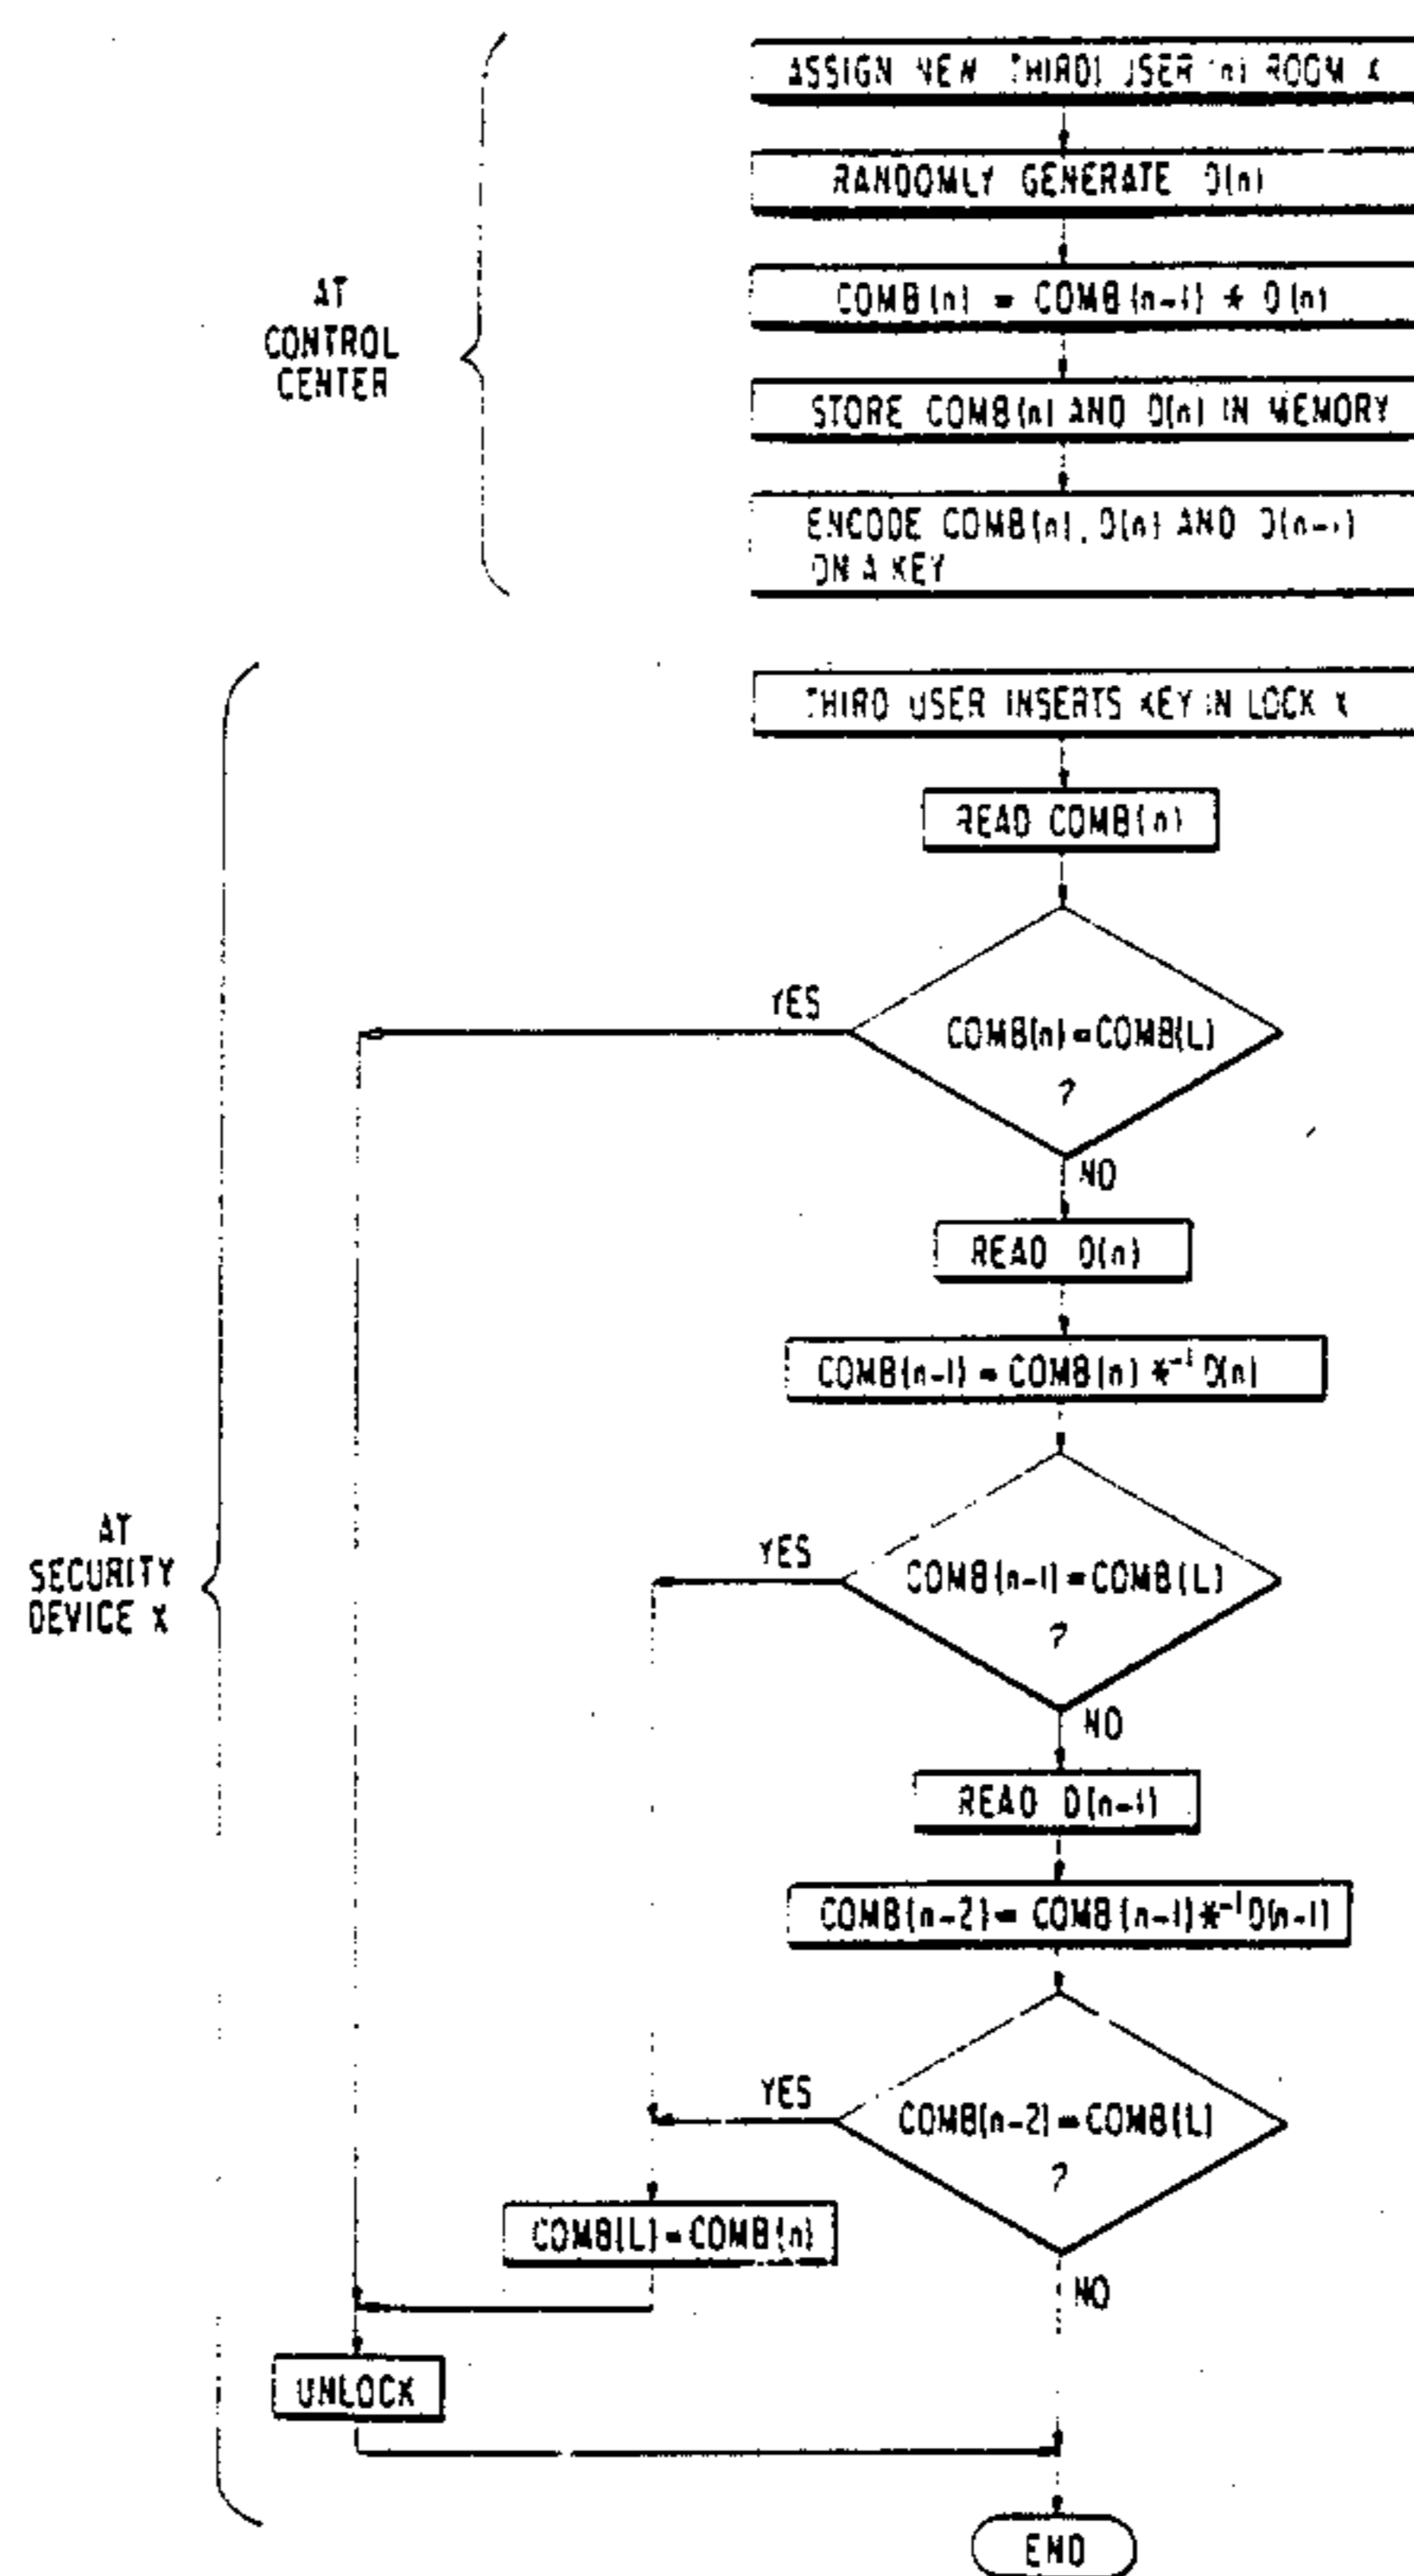 ASSIGN NEW (THIRD) USER (n) ROOM X
RANDOMLY GENERATE D(n)
COMB(n) = COMB(n-1) * D(n)
STORE COMB(n) AND D(n) IN MEMORY
ENCODE COMB(n), D(n) AND D(n-1)
ON A KEY
AT
CONTROL
CENTER
THIRD USER INSERTS KEY IN LOCK X
READ COMB(n)
COMB(n) = COMB(L)
?
YES
NO
READ D(n)
COMB(n-1) = COMB(n) *⁻¹ D(n)
COMB(n-1) = COMB(L)
?
YES
NO
AT
SECURITY
DEVICE X
READ D(n-1)
COMB(n-2) = COMB(n-1) *⁻¹ D(n-1)
COMB(n-2) = COMB(L)
?
YES
NO
COMB(L) = COMB(n)
UNLOCK
END